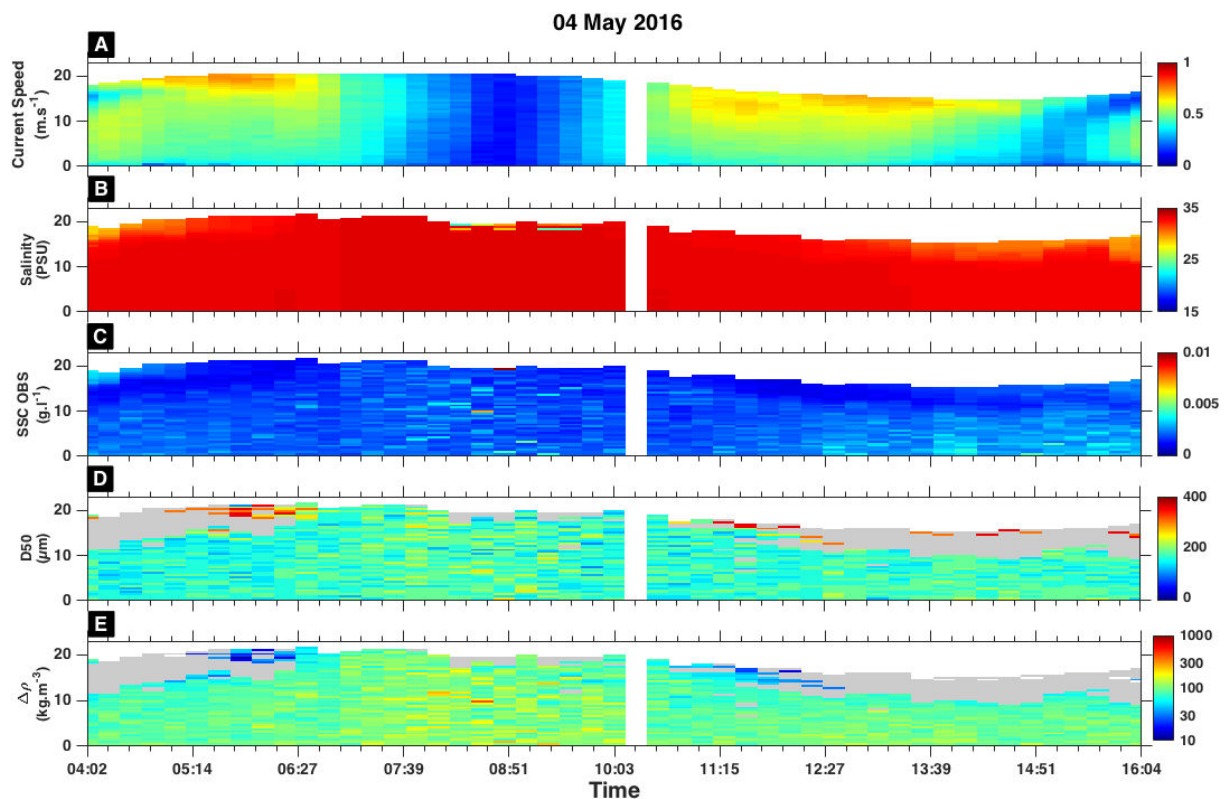 04 May 2016
A
Current Speed
(m.s⁻¹)
20
10
0
1
0.5
0
B
Salinity
(PSU)
20
10
0
35
25
15
C
SSC OBS
(g.l⁻¹)
20
10
0
0.01
0.005
0
D
D50
(μm)
20
10
0
400
200
0
E
Δρ
(kg.m⁻³)
20
10
0
1000
300
100
30
10
04:02 05:14 06:27 07:39 08:51 10:03 11:15 12:27 13:39 14:51 16:04
Time